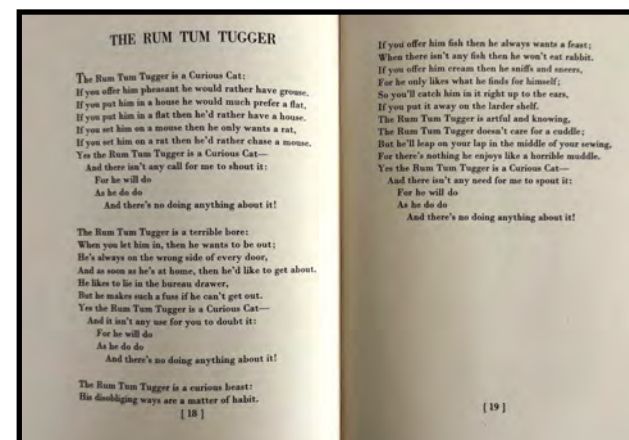 THE RUM TUM TUGGER
The Rum Tum Tugger is a Curious Cat:
If you offer him pheasant he would rather have grouse.
If you put him in a house he would much prefer a flat,
If you put him in a flat then he'd rather have a house.
If you set him on a mouse then he only wants a rat,
If you set him on a rat then he'd rather chase a mouse.
Yes the Rum Tum Tugger is a Curious Cat—
And there isn't any call for me to shout it:
For he will do
As he do do
And there's no doing anything about it!
The Rum Tum Tugger is a terrible bore:
When you let him in, then he wants to be out;
He's always on the wrong side of every door,
And as soon as he's at home, then he'd like to get about.
He likes to lie in the bureau drawer,
But he makes such a fuss if he can't get out.
Yes the Rum Tum Tugger is a Curious Cat—
And it isn't any use for you to doubt it:
For he will do
As he do do
And there's no doing anything about it!
The Rum Tum Tugger is a curious beast:
His disobliging ways are a matter of habit.
[ 18 ]
If you offer him fish then he always wants a feast;
When there isn't any fish then he won't eat rabbit.
If you offer him cream then he sniffs and sneers,
For he only likes what he finds for himself;
So you'll catch him in it right up to the ears,
If you put it away on the larder shelf.
The Rum Tum Tugger is artful and knowing,
The Rum Tum Tugger doesn't care for a cuddle;
But he'll leap on your lap in the middle of your sewing,
For there's nothing he enjoys like a horrible muddle.
Yes the Rum Tum Tugger is a Curious Cat—
And there isn't any need for me to spout it:
For he will do
As he do do
And there's no doing anything about it!
[ 19 ]